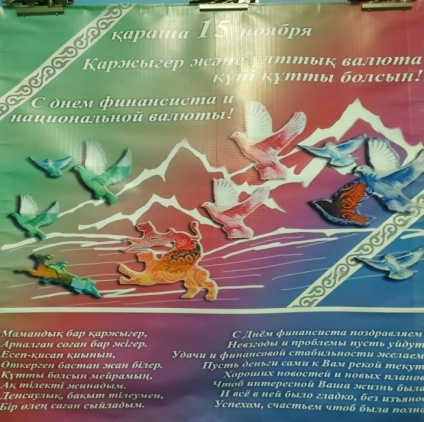 қараша 15 ноября
Қаржыгер және ұлттық валюта
күні құтты болсын!
С днем финансиста и
национальной валюты!
Мамандық бар қаржыгер,
Арналған соған бар жігер.
Есеп-қисап қиынын,
Өткерген бастан жан білер.
Құтты болсын мейрамың,
Ақ тілекті жинадым.
Денсаулық, бақыт тілеумен,
Бір өлең саған сыйладым.
С Днём финансиста поздравляем
Невзгоды и проблемы пусть уйдут
Удачи и финансовой стабильности желаем
Пусть деньги сами к Вам рекой текут
Хороших новостей и новых планов
Чтоб интересной Ваша жизнь была
И всё в ней было гладко, без изъянов
Успехом, счастьем чтоб была полна